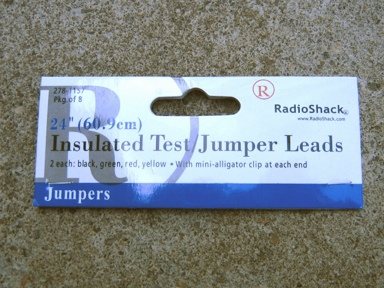 278-1157
Pkg of 8
R
RadioShack®
www.RadioShack.com
24" (60.9cm)
Insulated Test Jumper Leads
2 each: black, green, red, yellow • With mini-alligator clip at each end
Jumpers